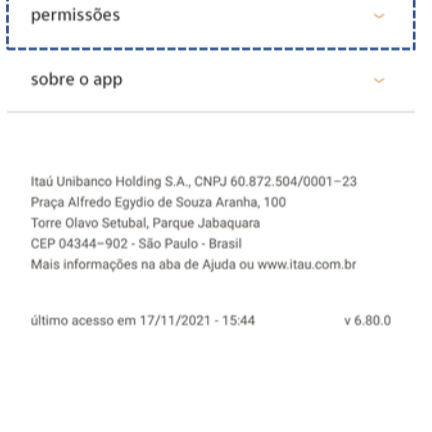 permissões
sobre o app
Itaú Unibanco Holding S.A., CNPJ 60.872.504/0001-23
Praça Alfredo Egydio de Souza Aranha, 100
Torre Olavo Setubal, Parque Jabaquara
CEP 04344-902 - São Paulo - Brasil
Mais informações na aba de Ajuda ou www.itau.com.br
último acesso em 17/11/2021 - 15:44 v 6.80.0